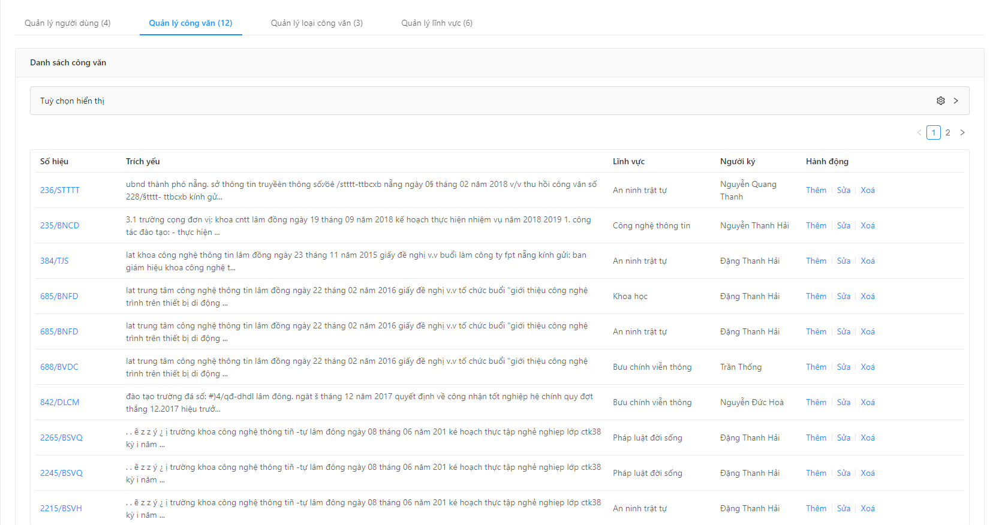 Quản lý người dùng (4) Quản lý công văn (12) Quản lý loại công văn (3) Quản lý lĩnh vực (6)
Danh sách công văn
Tuỳ chọn hiển thị
1 2
Số hiệu Trích yếu Lĩnh vực Người ký Hành động
236/STTTT ubnd thành phó nẵng. sở thông tin truyềèn thông số:⁄öê /stttt-ttbcxb nẵng ngày 0§ tháng 02 năm 2018 v/v thu hồi công văn số
228/§tttt- ttbcxb kính gử... An ninh trật tự Nguyễn Quang
Thanh Thêm Sửa Xoá
235/BNCD 3.1 trường cọng đơn vị: khoa cntt lâm đồng ngày 19 tháng 09 năm 2018 kế hoạch thực hiện nhiệm vụ năm 2018 2019 1. công
tác đào tạo: - thực hiện ... Công nghệ thông tin Nguyễn Thanh Hải Thêm Sửa Xoá
384/TJS lat khoa công nghệ thông tin lâm đồng ngày 23 tháng 11 năm 2015 giấy đề nghị v.v buổi làm công ty fpt nẵng kính gửi: ban
giám hiệu khoa công nghệ t... An ninh trật tự Đặng Thanh Hải Thêm Sửa Xoá
685/BNFD lat trung tâm công nghệ thông tin lâm đồng ngày 22 tháng 02 năm 2016 giấy đề nghị v.v tổ chức buổi "giới thiệu công nghệ
trình trên thiết bị di động ... Khoa học Đặng Thanh Hải Thêm Sửa Xoá
685/BNFD lat trung tâm công nghệ thông tin lâm đồng ngày 22 tháng 02 năm 2016 giấy đề nghị v.v tổ chức buổi "giới thiệu công nghệ
trình trên thiết bị di động ... An ninh trật tự Đặng Thanh Hải Thêm Sửa Xoá
688/BVDC lat trung tâm công nghệ thông tin lâm đồng ngày 22 tháng 02 năm 2016 giấy đề nghị v.v tổ chức buổi "giới thiệu công nghệ
trình trên thiết bị di động ... Bưu chính viễn thông Trần Thống Thêm Sửa Xoá
842/DLCM đào tạo trường đá số: #)4/qđ-dhdl lâm đông. ngàt š tháng 12 năm 2017 quyết định về công nhận tốt nghiệp hệ chính quy đợt
thắng 12.2017 hiệu trưở... Bưu chính viễn thông Nguyễn Đức Hoà Thêm Sửa Xoá
2265/BSVQ . . ẽ z z ý ¿ ị trường khoa công nghệ thông tiñ -tự lâm đông ngày 08 tháng 06 năm 201 ké hoạch thực tập nghẻ nghiẹp lớp ctk38
kỳ i năm ... Pháp luật đời sống Đặng Thanh Hải Thêm Sửa Xoá
2245/BSVQ . . ẽ z z ý ¿ ị trường khoa công nghệ thông tiñ -tự lâm đông ngày 08 tháng 06 năm 201 ké hoạch thực tập nghẻ nghiẹp lớp ctk38
kỳ i năm ... Pháp luật đời sống Đặng Thanh Hải Thêm Sửa Xoá
2215/BSVH . . ẽ z z ý ¿ ị trường khoa công nghệ thông tiñ -tự lâm đông ngày 08 tháng 06 năm 201 ké hoạch thực tập nghẻ nghiẹp lớp ctk38
kỳ i năm ... An ninh trật tự Đặng Thanh Hải Thêm Sửa Xoá